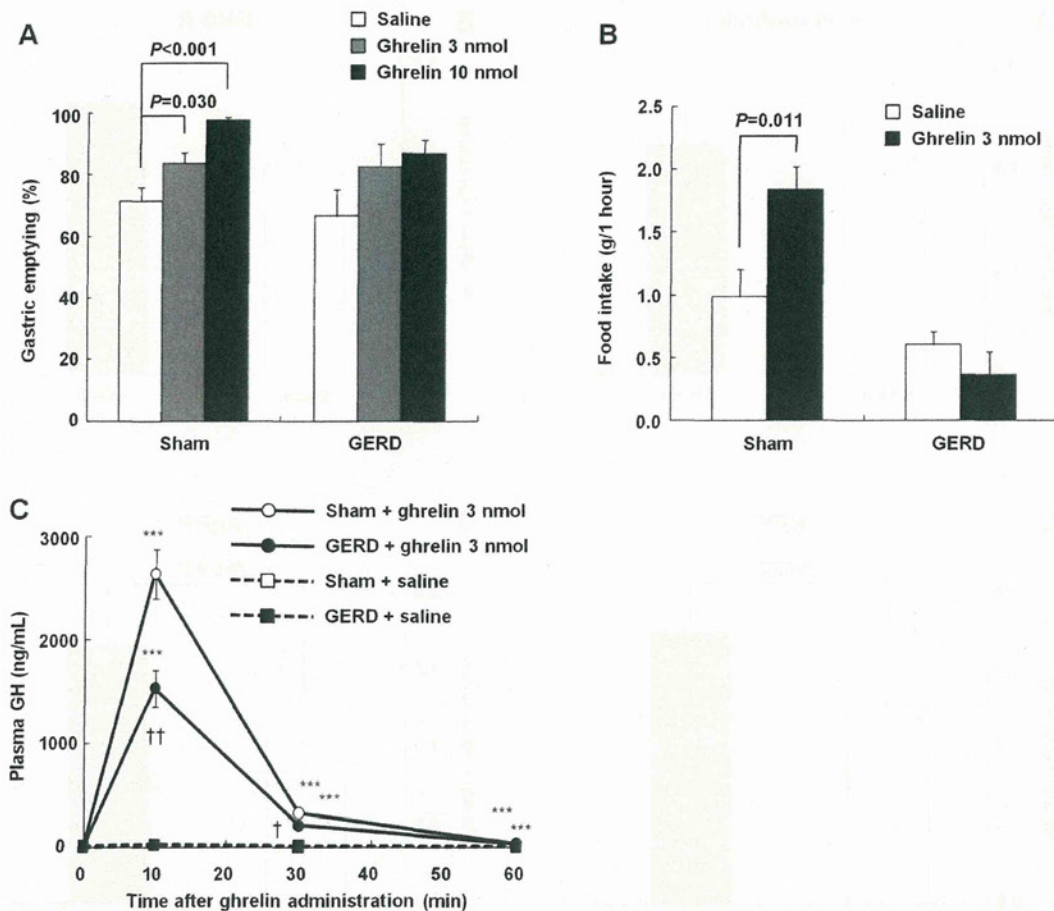 A
Saline
Ghrelin 3 nmol
Ghrelin 10 nmol
P<0.001
P=0.030
100
80
60
40
20
0
Gastric emptying (%)
Sham
GERD
B
Saline
Ghrelin 3 nmol
P=0.011
2.5
2.0
1.5
1.0
0.5
0.0
Food intake (g/1 hour)
Sham
GERD
C
Sham + ghrelin 3 nmol
GERD + ghrelin 3 nmol
Sham + saline
GERD + saline
3000
2000
1000
0
Plasma GH (ng/mL)
***
***
††
***
***
†
***
***
0 10 20 30 40 50 60
Time after ghrelin administration (min)